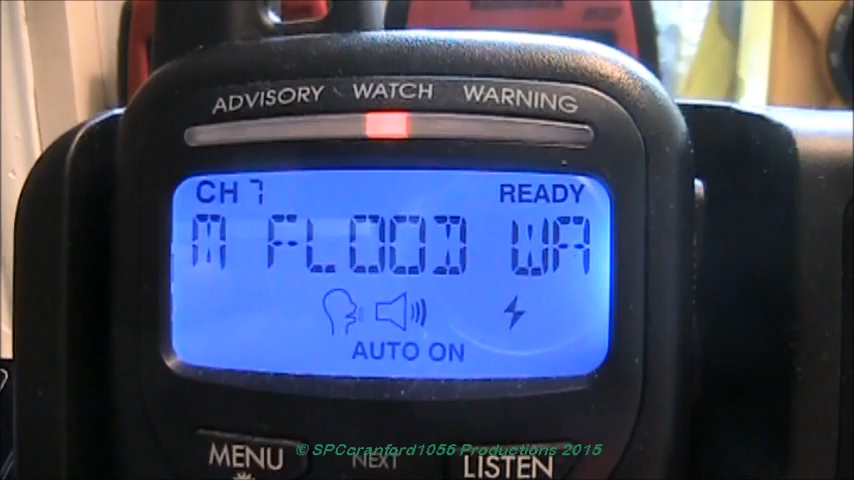 ADVISORY WATCH WARNING
CH 7 READY
M FLOOD WA
AUTO ON
MENU NEXT LISTEN
© SPCcranford1056 Productions 2015